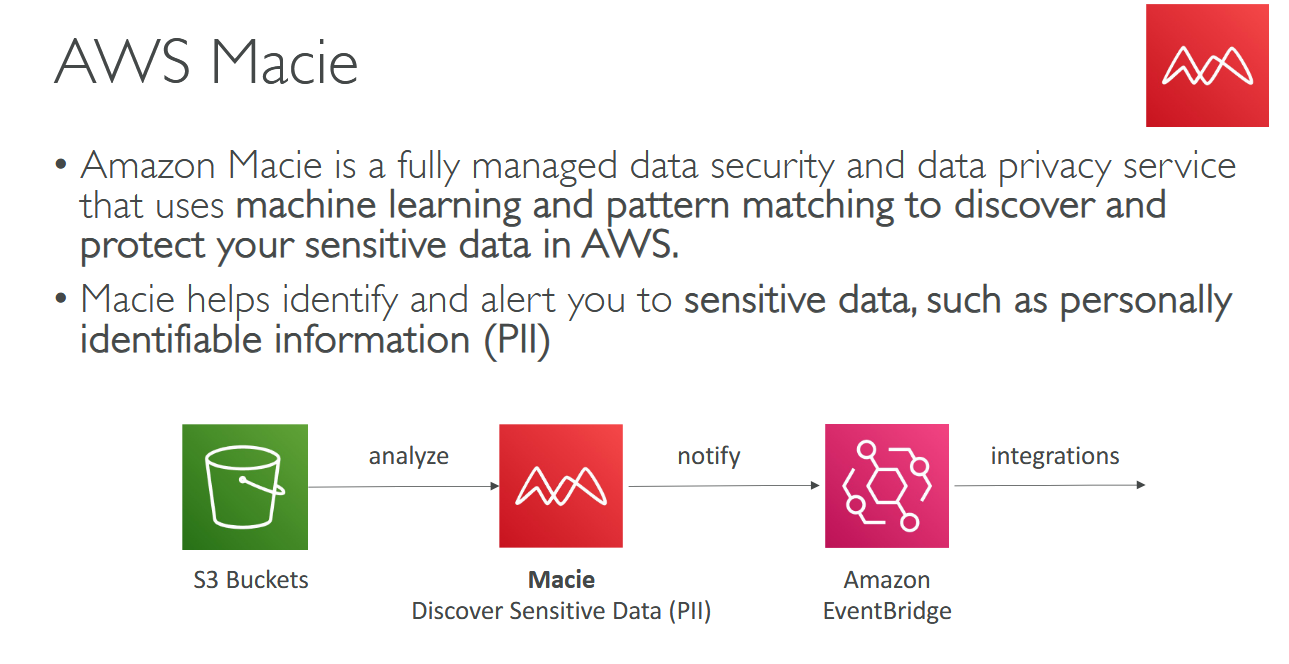 AWS Macie
• Amazon Macie is a fully managed data security and data privacy service
that uses machine learning and pattern matching to discover and
protect your sensitive data in AWS.
• Macie helps identify and alert you to sensitive data, such as personally
identifiable information (PII)
analyze
notify
integrations
S3 Buckets
Macie
Discover Sensitive Data (PII)
Amazon
EventBridge